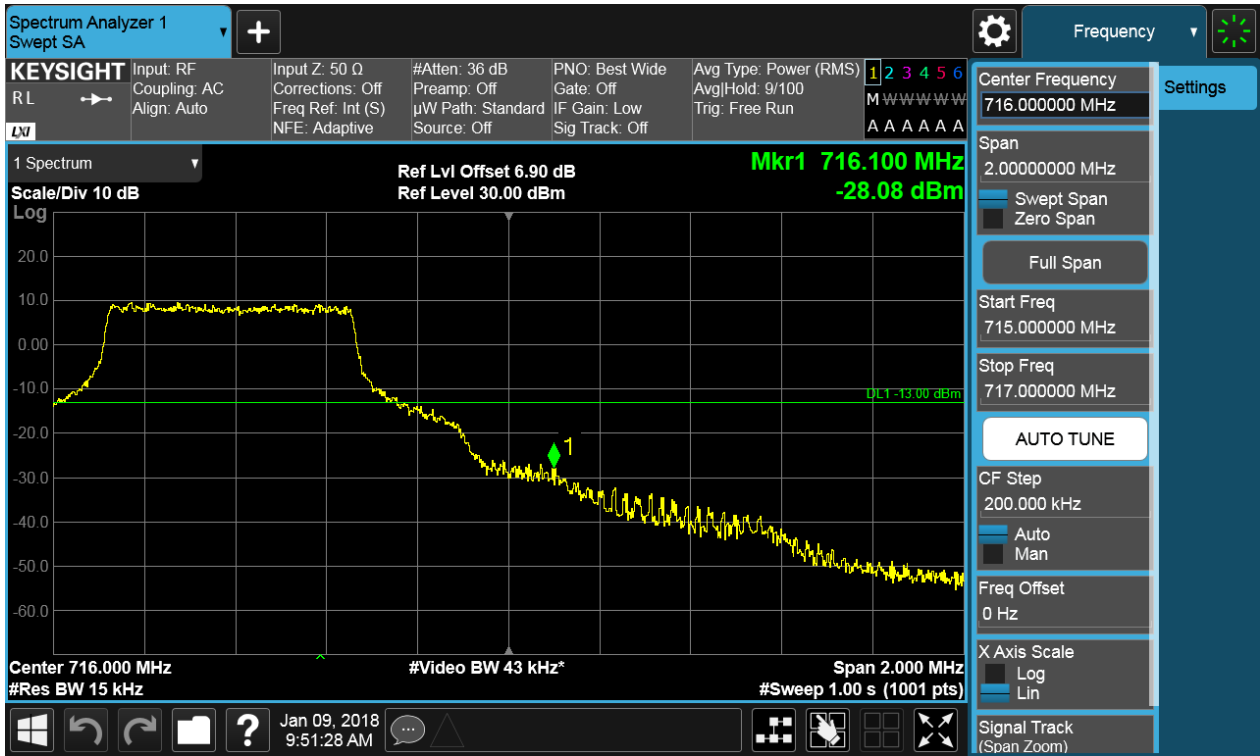 Spectrum Analyzer 1
Swept SA
+
Frequency
KEYSIGHT
RL
LXI
Input: RF
Coupling: AC
Align: Auto
Input Z: 50 Ω
Corrections: Off
Freq Ref: Int (S)
NFE: Adaptive
#Atten: 36 dB
Preamp: Off
µW Path: Standard
Source: Off
PNO: Best Wide
Gate: Off
IF Gain: Low
Sig Track: Off
Avg Type: Power (RMS)
Avg|Hold: 9/100
Trig: Free Run
1 2 3 4 5 6
M W W W W W
A A A A A A
1 Spectrum
Scale/Div 10 dB
Log
Ref Lvl Offset 6.90 dB
Ref Level 30.00 dBm
Mkr1 716.100 MHz
-28.08 dBm
20.0
10.0
0.00
-10.0
-20.0
-30.0
-40.0
-50.0
-60.0
DL1 -13.00 dBm
1
Center 716.000 MHz
#Res BW 15 kHz
#Video BW 43 kHz*
Span 2.000 MHz
#Sweep 1.00 s (1001 pts)
Center Frequency
716.000000 MHz
Span
2.00000000 MHz
Swept Span
Zero Span
Full Span
Start Freq
715.000000 MHz
Stop Freq
717.000000 MHz
AUTO TUNE
CF Step
200.000 kHz
Auto
Man
Freq Offset
0 Hz
X Axis Scale
Log
Lin
Signal Track
(Span Zoom)
Settings
?
Jan 09, 2018
9:51:28 AM